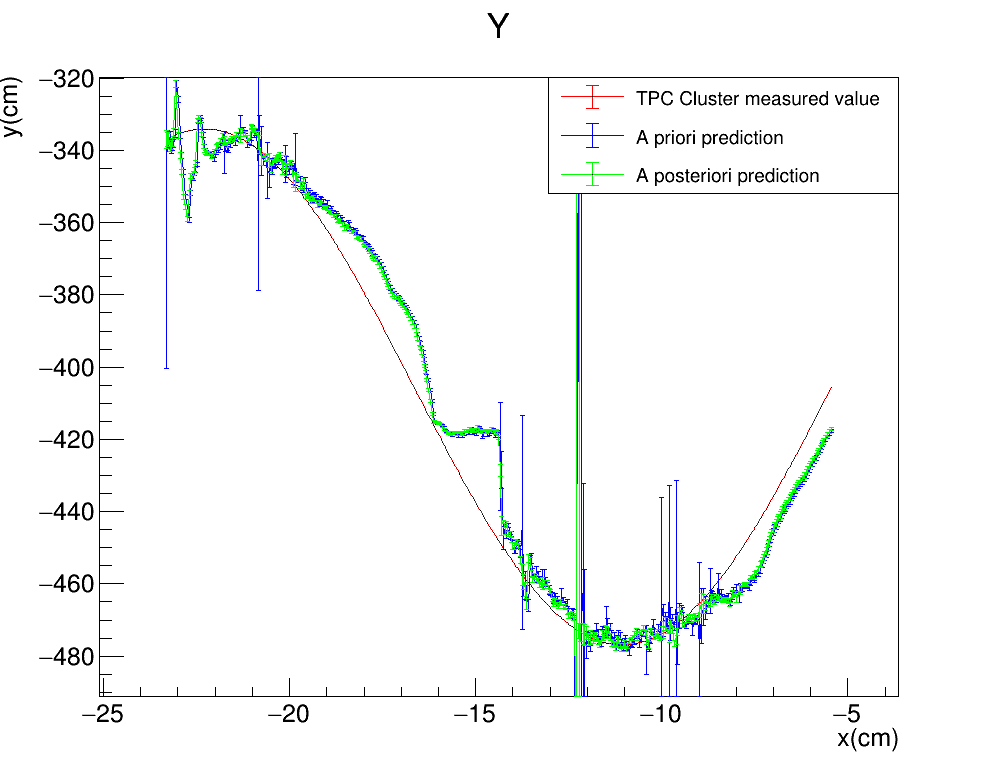 Y
y(cm)
−320
−340
−360
−380
−400
−420
−440
−460
−480
TPC Cluster measured value
A priori prediction
A posteriori prediction
−25
−20
−15
−10
−5
x(cm)